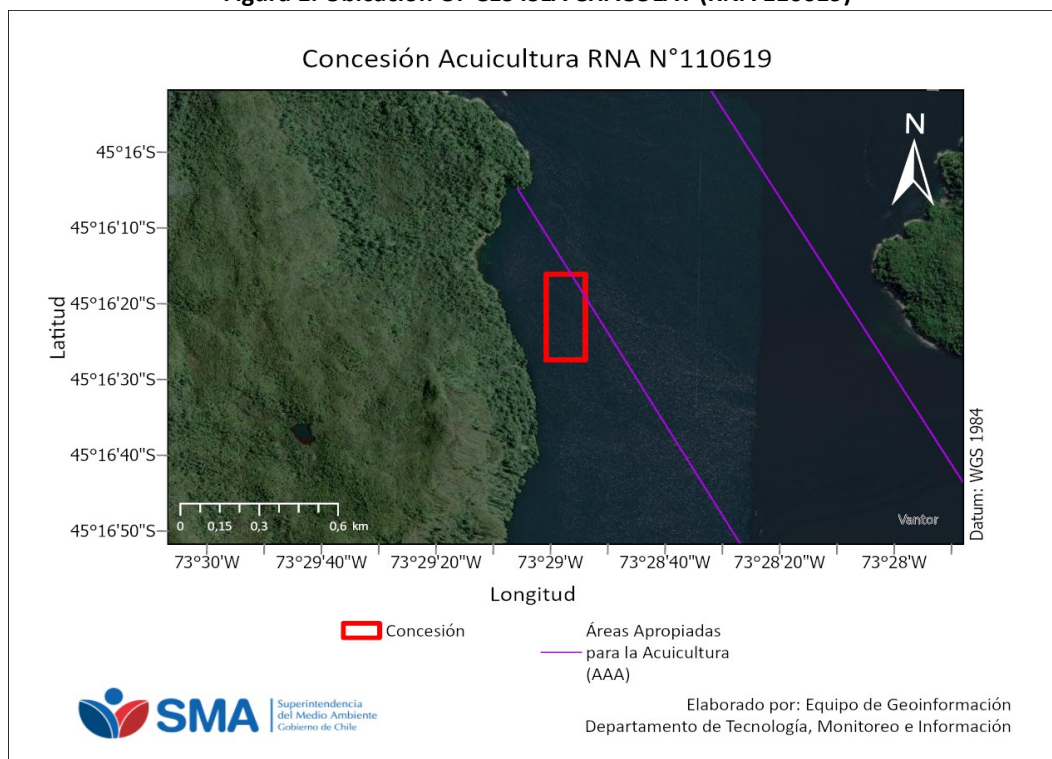 Concesión Acuicultura RNA N°110619
N
45°16'S
45°16'10"S
45°16'20"S
45°16'30"S
45°16'40"S
45°16'50"S
Latitud
0 0,15 0,3 0,6 km
Vantor
Datum: WGS 1984
73°30'W 73°29'40"W 73°29'20"W 73°29'W 73°28'40"W 73°28'20"W 73°28'W
Longitud
Concesión
Áreas Apropiadas
para la Acuicultura
(AAA)
SMA
Superintendencia
del Medio Ambiente
Gobierno de Chile
Elaborado por: Equipo de Geoinformación
Departamento de Tecnología, Monitoreo e Información